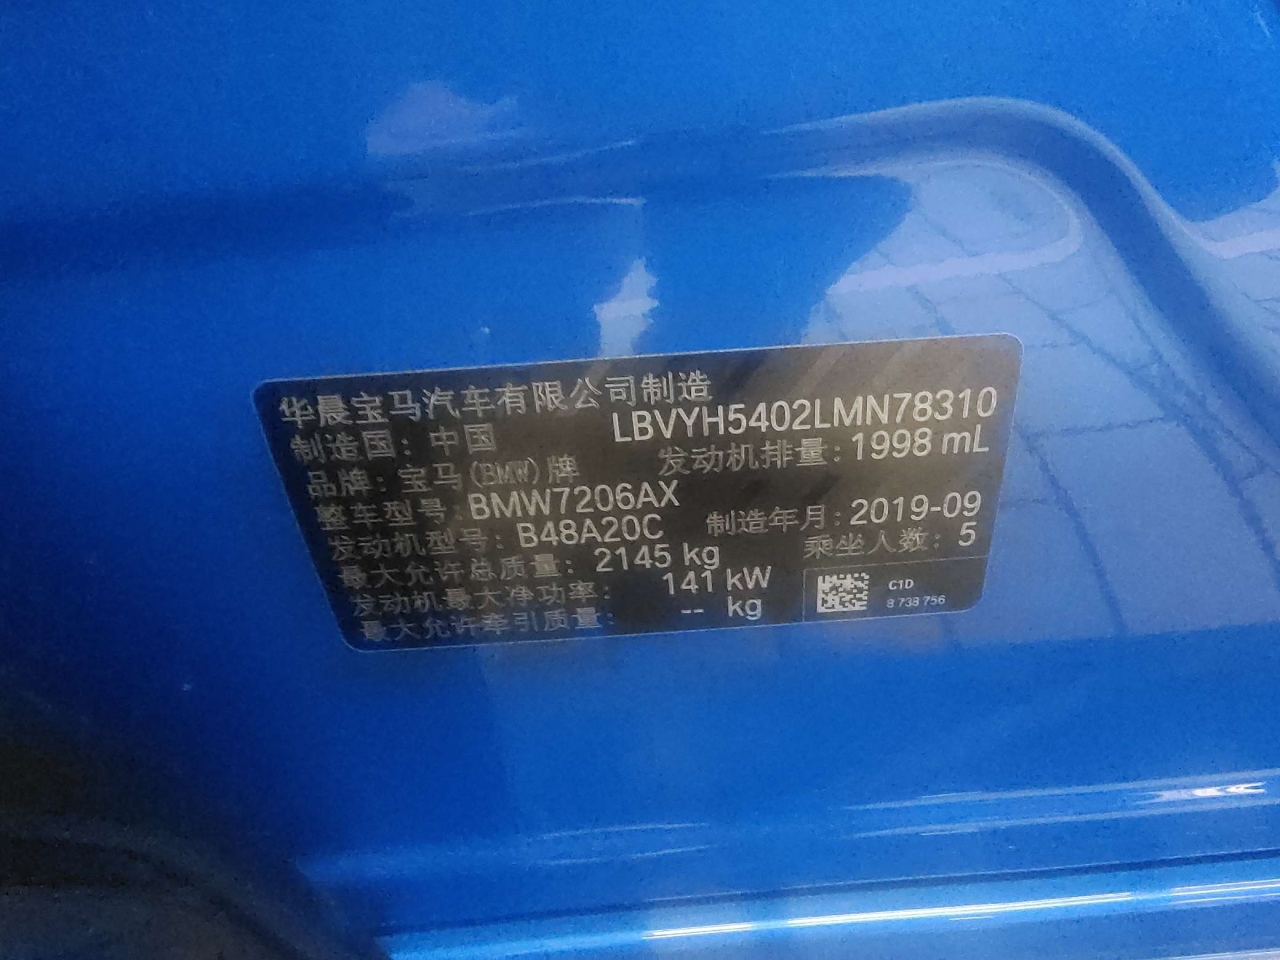 华晨宝马汽车有限公司制造
LBVYH5402LMN78310
制造国：中国
发动机排量：1998 mL
品牌：宝马(BMW)牌
整车型号：BMW7206AX
制造年月：2019-09
发动机型号：B48A20C
乘坐人数：5
最大允许总质量：2145 kg
发动机最大净功率：141 kW
最大允许牵引质量：-- kg
C1D
8 738 756